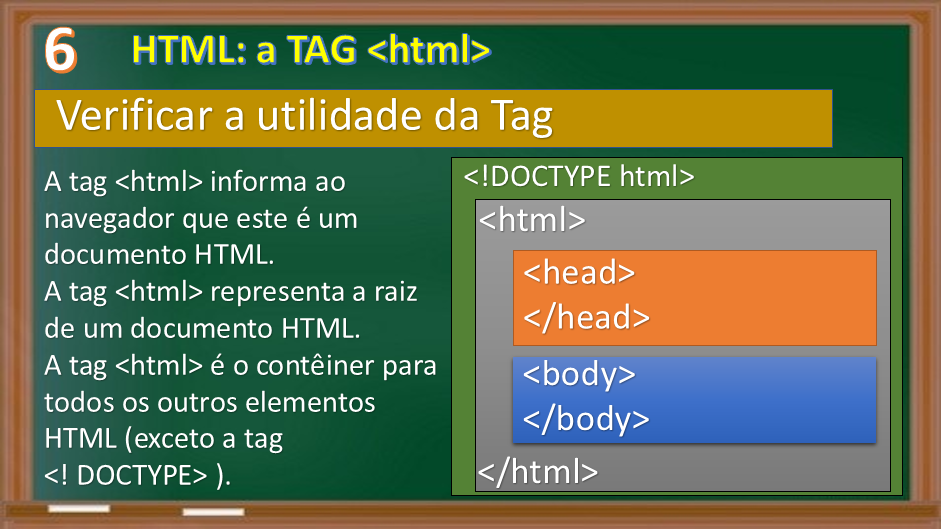 6
HTML: a TAG <html>
Verificar a utilidade da Tag
A tag <html> informa ao
navegador que este é um
documento HTML.
A tag <html> representa a raiz
de um documento HTML.
A tag <html> é o contêiner para
todos os outros elementos
HTML (exceto a tag
<! DOCTYPE> ).
<!DOCTYPE html>
<html>
<head>
</head>
<body>
</body>
</html>